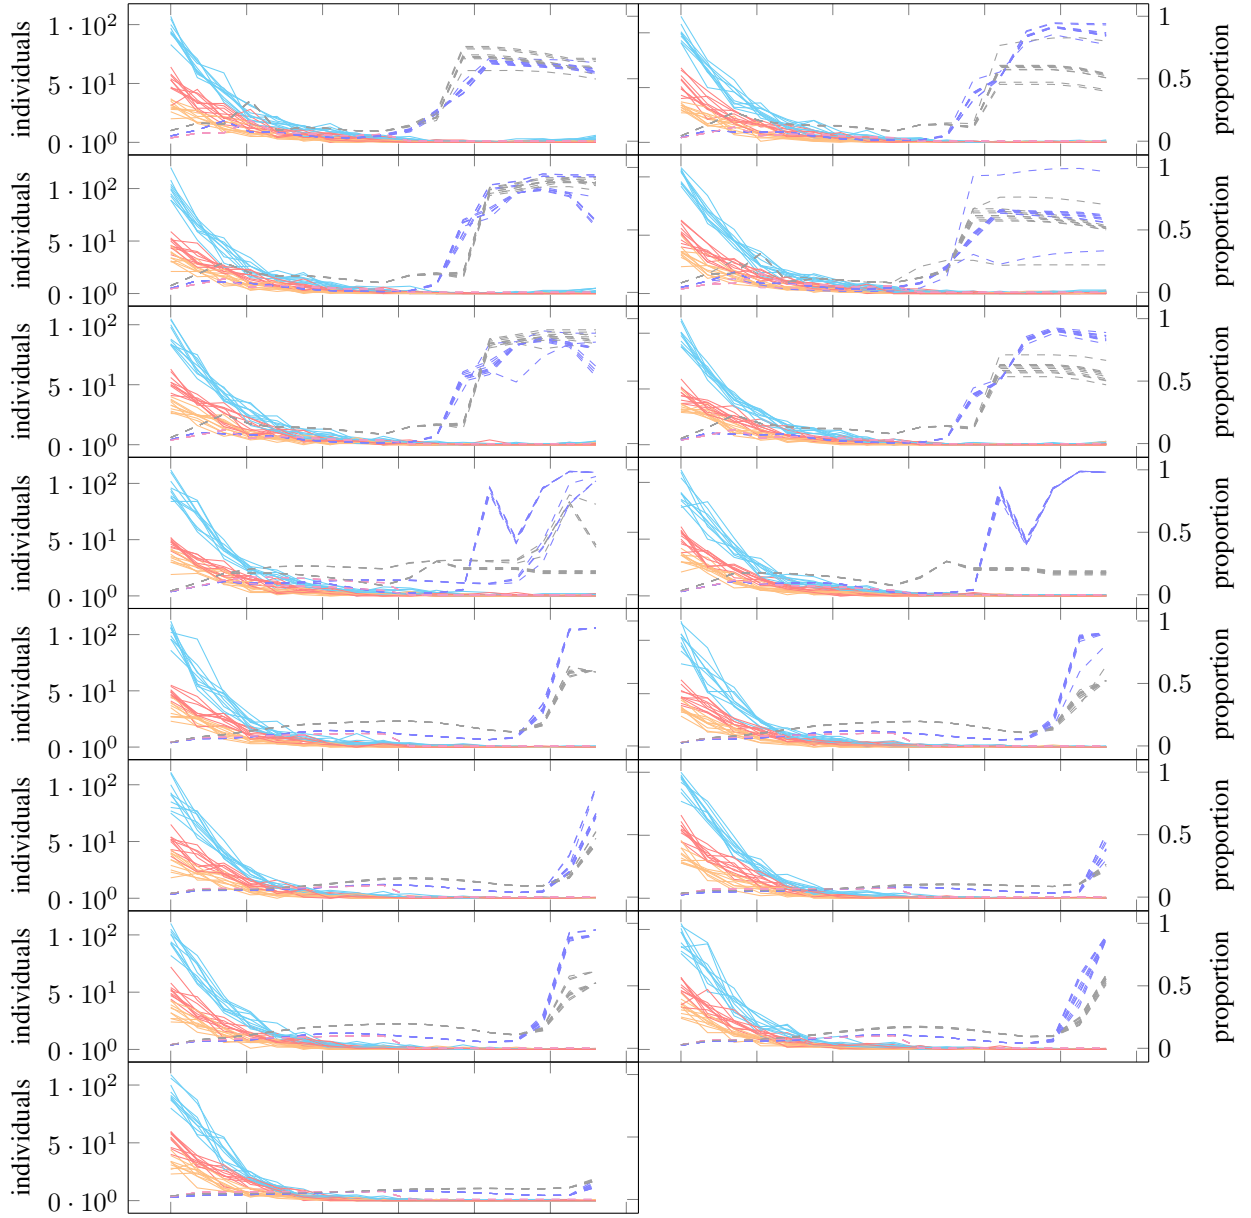 individuals
1 · 10²
5 · 10¹
0 · 10⁰
1
0.5
0
proportion
individuals
1 · 10²
5 · 10¹
0 · 10⁰
1
0.5
0
proportion
individuals
1 · 10²
5 · 10¹
0 · 10⁰
1
0.5
0
proportion
individuals
1 · 10²
5 · 10¹
0 · 10⁰
1
0.5
0
proportion
individuals
1 · 10²
5 · 10¹
0 · 10⁰
1
0.5
0
proportion
individuals
1 · 10²
5 · 10¹
0 · 10⁰
1
0.5
0
proportion
individuals
1 · 10²
5 · 10¹
0 · 10⁰
1
0.5
0
proportion
individuals
1 · 10²
5 · 10¹
0 · 10⁰